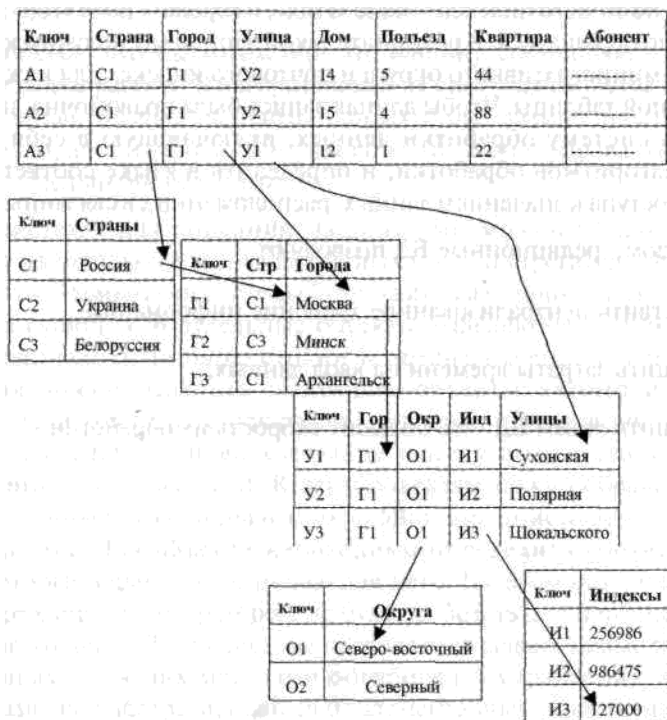 Ключ Страна Город Улица Дом Подъезд Квартира Абонент
А1 С1 Г1 У2 14 5 44 ----------
А2 С1 Г1 У2 15 4 88 ----------
А3 С1 Г1 У1 12 1 22 ----------
Ключ Страны
С1 Россия
С2 Украина
С3 Белоруссия
Ключ Стр Города
Г1 С1 Москва
Г2 С3 Минск
Г3 С1 Архангельск
Ключ Гор Окр Инд Улицы
У1 Г1 О1 И1 Сухонская
У2 Г1 О1 И2 Полярная
У3 Г1 О1 И3 Шокальского
Ключ Округа
О1 Северо-восточный
О2 Северный
Ключ Индексы
И1 256986
И2 986475
И3 127000